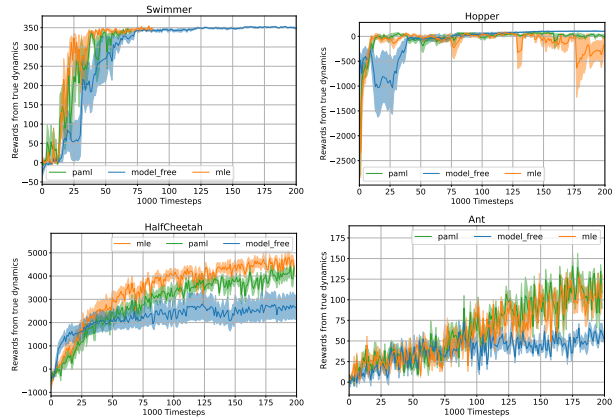 Swimmer
Rewards from true dynamics
350
300
250
200
150
100
50
0
−50
paml model_free mle
0 25 50 75 100 125 150 175 200
1000 Timesteps
Hopper
Rewards from true dynamics
0
−500
−1000
−1500
−2000
−2500
paml model_free mle
0 25 50 75 100 125 150 175 200
1000 Timesteps
HalfCheetah
Rewards from true dynamics
mle paml model_free
5000
4000
3000
2000
1000
0
−1000
0 25 50 75 100 125 150 175 200
1000 Timesteps
Ant
Rewards from true dynamics
paml model_free mle
175
150
125
100
75
50
25
0
0 25 50 75 100 125 150 175 200
1000 Timesteps